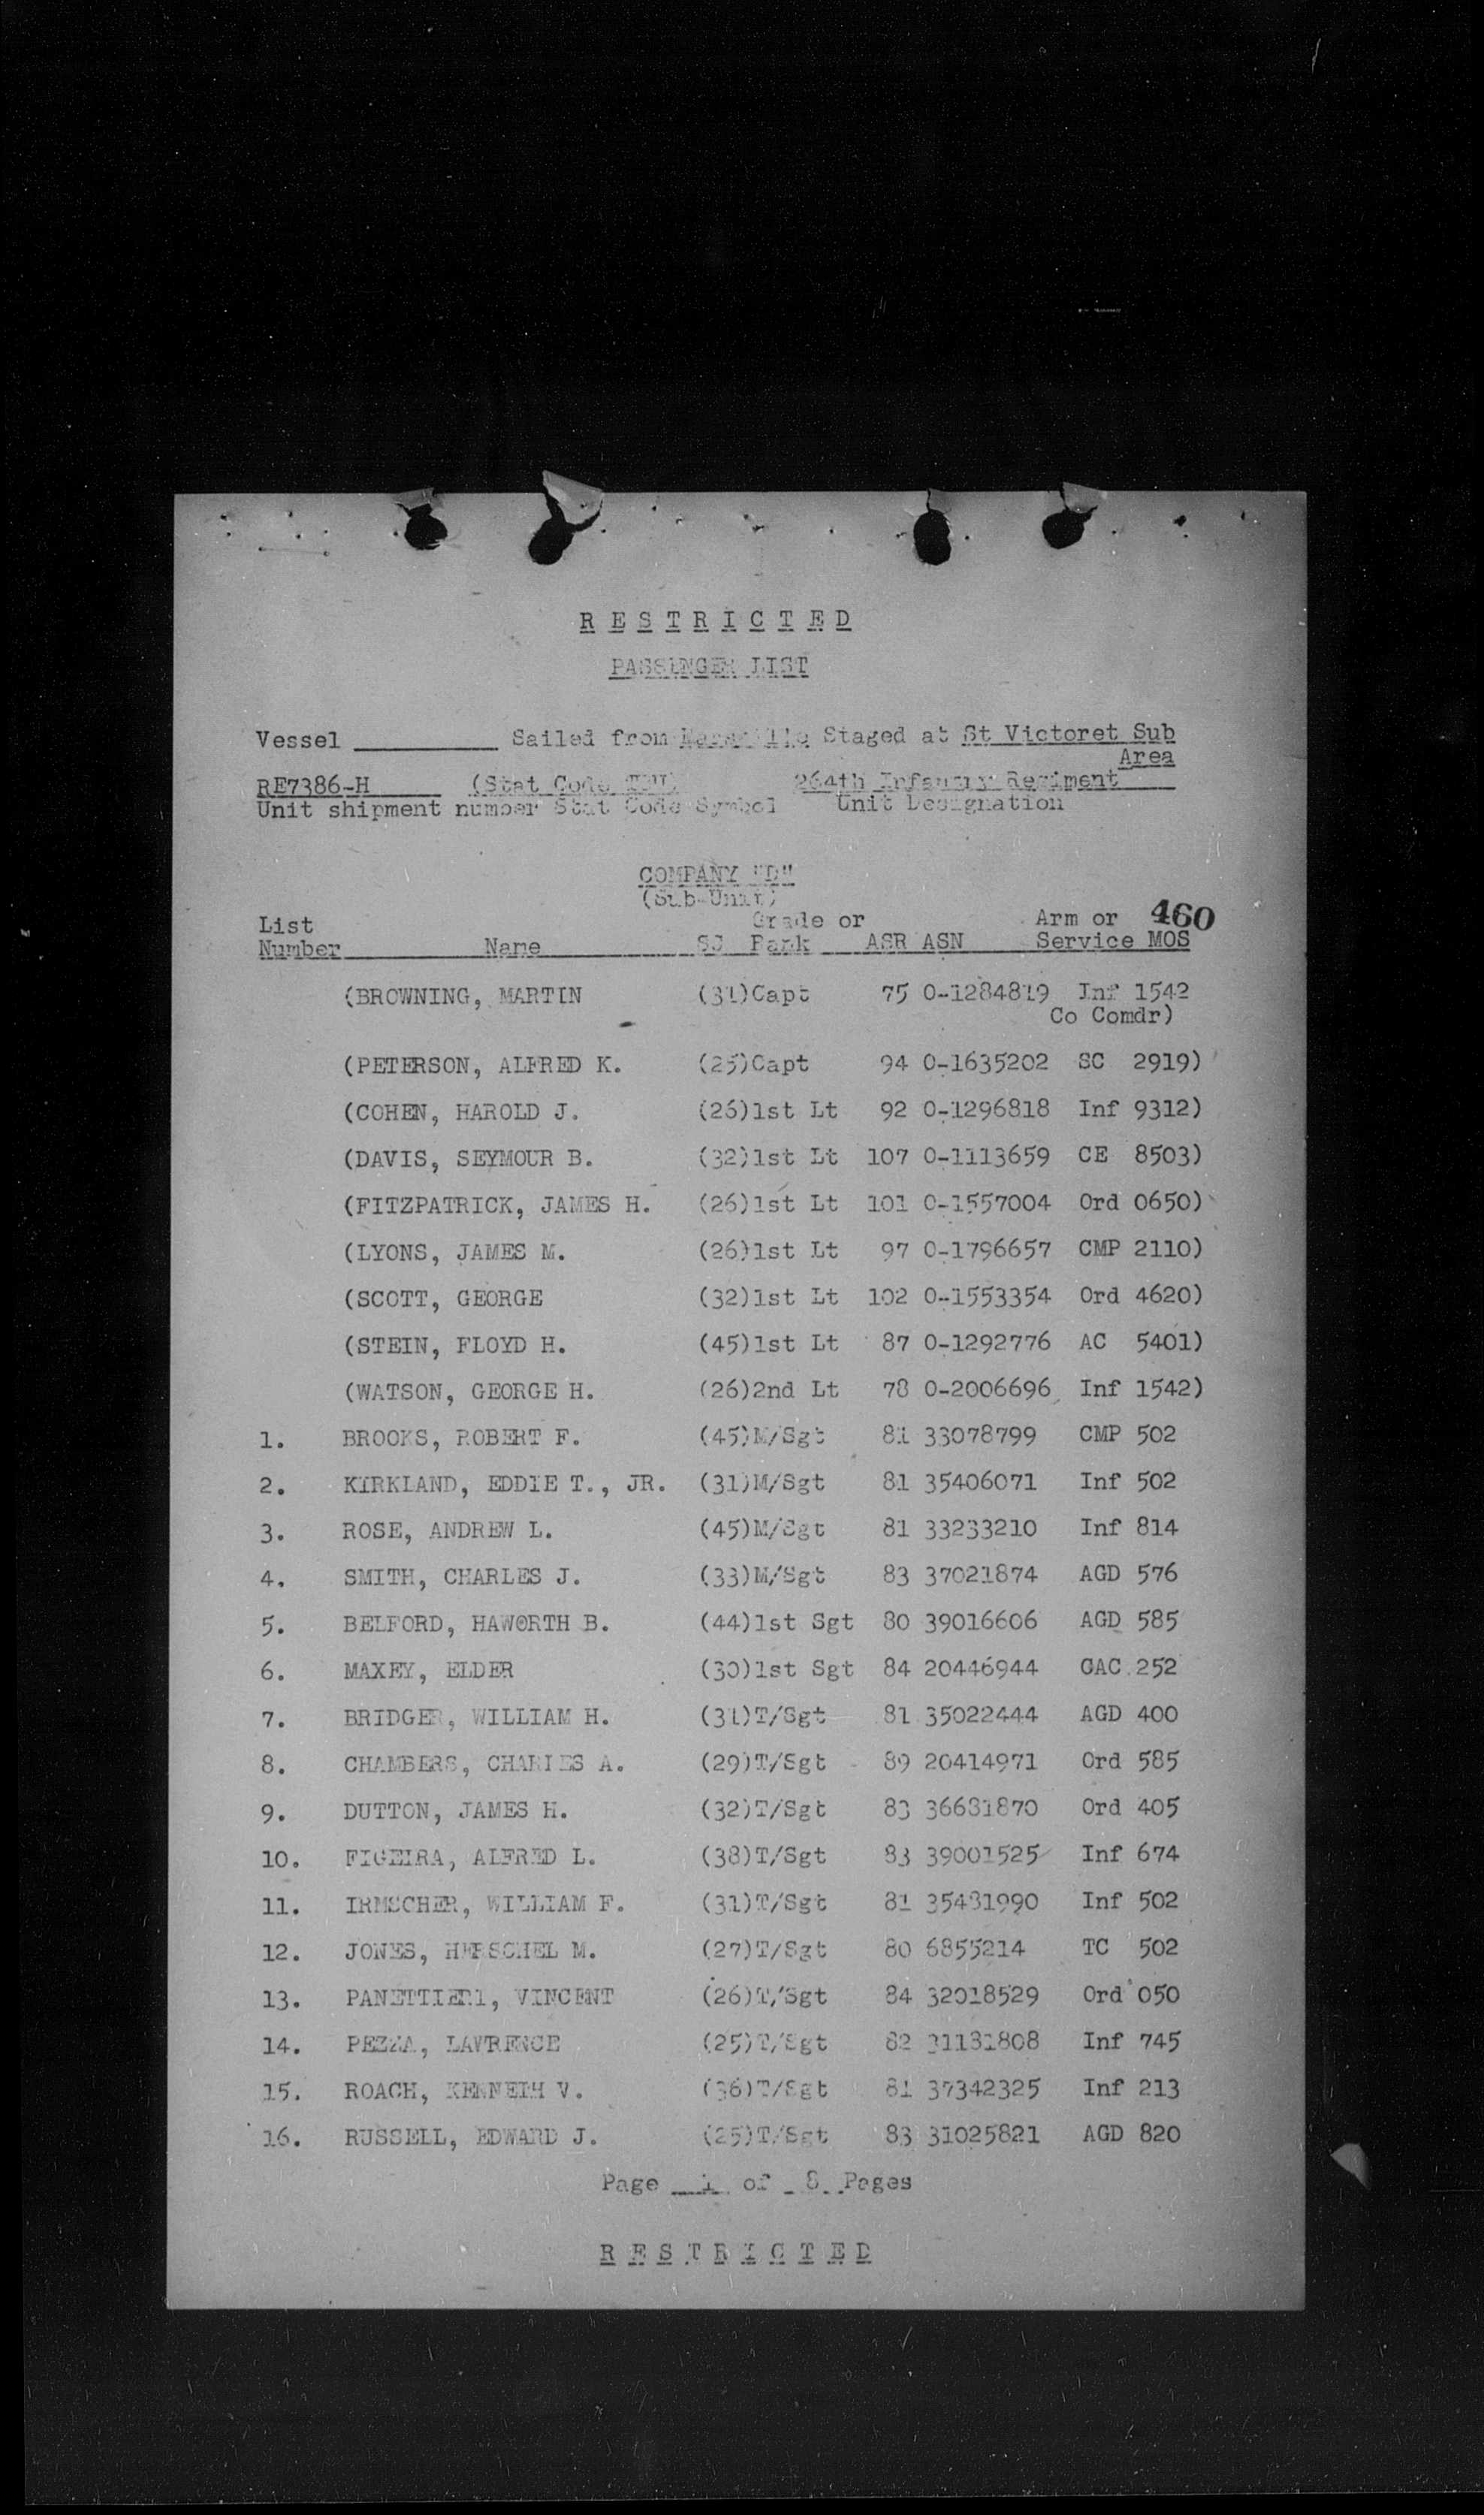 RESTRICTED
PASSENGER LIST
Vessel ________ Sailed from Marseille Staged at St Victoret Sub
Area
RE7386-H (Stat Code 264th Infantry Regiment
Unit shipment number Stat Code Symbol Unit Designation
COMPANY "D"
(Sub-Unit)
460
List Grade or Arm or
Number Name SJ Rank ASR ASN Service MOS
(BROWNING, MARTIN (31)Capt 75 0-1284819 Inf 1542
Co Comdr)
(PETERSON, ALFRED K. (25)Capt 94 0-1635202 SC 2919)
(COHEN, HAROLD J. (26)1st Lt 92 0-1296818 Inf 9312)
(DAVIS, SEYMOUR B. (32)1st Lt 107 0-1113659 CE 8503)
(FITZPATRICK, JAMES H. (26)1st Lt 101 0-1557004 Ord 0650)
(LYONS, JAMES M. (26)1st Lt 97 0-1796657 CMP 2110)
(SCOTT, GEORGE (32)1st Lt 102 0-1553354 Ord 4620)
(STEIN, FLOYD H. (45)1st Lt 87 0-1292776 AC 5401)
(WATSON, GEORGE H. (26)2nd Lt 78 0-2006696 Inf 1542)
1. BROOKS, ROBERT F. (45)M/Sgt 81 33078799 CMP 502
2. KIRKLAND, EDDIE T., JR. (31)M/Sgt 81 35406071 Inf 502
3. ROSE, ANDREW L. (45)M/Sgt 81 33233210 Inf 814
4. SMITH, CHARLES J. (33)M/Sgt 83 37021874 AGD 576
5. BELFORD, HAWORTH B. (44)1st Sgt 80 39016606 AGD 585
6. MAXEY, ELDER (30)1st Sgt 84 20446944 CAC 252
7. BRIDGER, WILLIAM H. (31)T/Sgt 81 35022444 AGD 400
8. CHAMBERS, CHARLES A. (29)T/Sgt 89 20414971 Ord 585
9. DUTTON, JAMES H. (32)T/Sgt 83 36631870 Ord 405
10. FIGEIRA, ALFRED L. (38)T/Sgt 83 39001525 Inf 674
11. IRMSCHER, WILLIAM F. (31)T/Sgt 81 35431990 Inf 502
12. JONES, HERSCHEL M. (27)T/Sgt 80 6855214 TC 502
13. PANETTIERI, VINCENT (26)T/Sgt 84 32018529 Ord 050
14. PEZZA, LAWRENCE (25)T/Sgt 82 31131808 Inf 745
15. ROACH, KENNETH V. (36)T/Sgt 81 37342325 Inf 213
16. RUSSELL, EDWARD J. (25)T/Sgt 83 31025821 AGD 820
Page 1 of 8 Pages
RESTRICTED